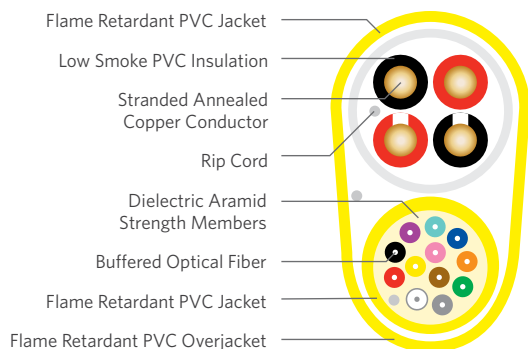 Flame Retardant PVC Jacket
Low Smoke PVC Insulation
Stranded Annealed
Copper Conductor
Rip Cord
Dielectric Aramid
Strength Members
Buffered Optical Fiber
Flame Retardant PVC Jacket
Flame Retardant PVC Overjacket